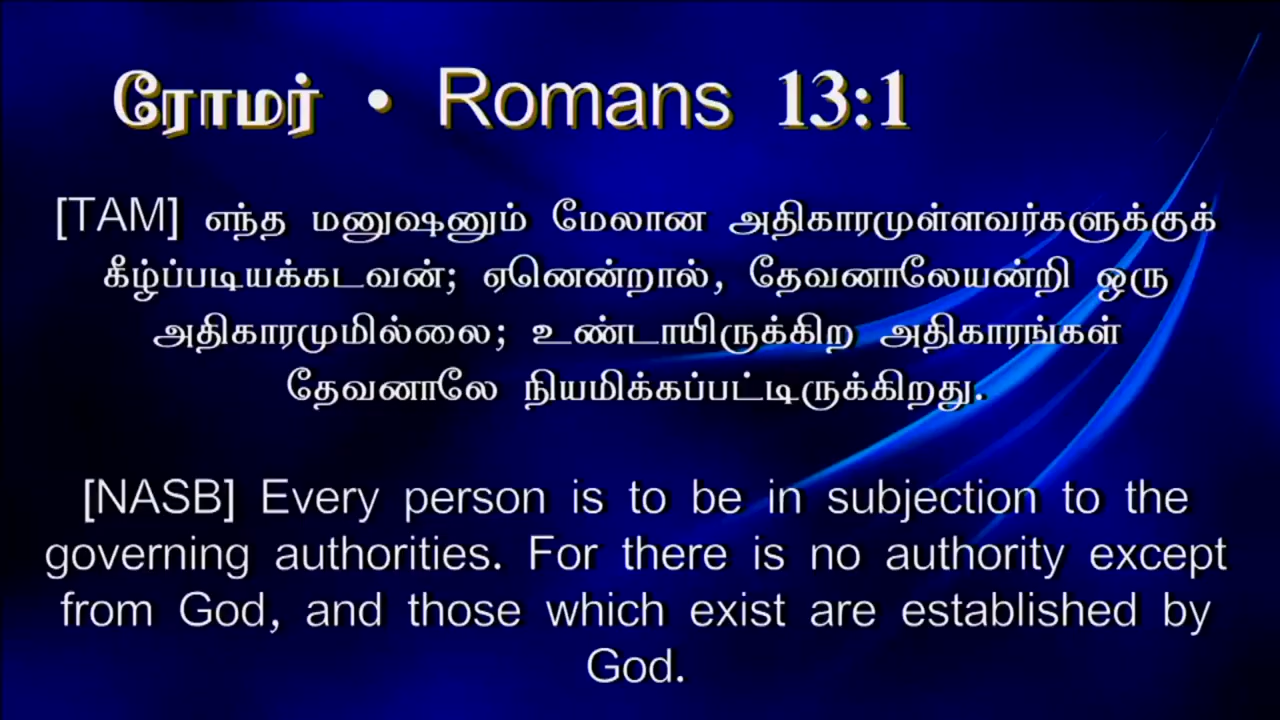 ரோமர் • Romans 13:1
[TAM] எந்த மனுஷனும் மேலான அதிகாரமுள்ளவர்களுக்குக்
கீழ்ப்படியக்கடவன்; ஏனென்றால், தேவனாலேயன்றி ஒரு
அதிகாரமுமில்லை; உண்டாயிருக்கிற அதிகாரங்கள்
தேவனாலே நியமிக்கப்பட்டிருக்கிறது.
[NASB] Every person is to be in subjection to the
governing authorities. For there is no authority except
from God, and those which exist are established by
God.